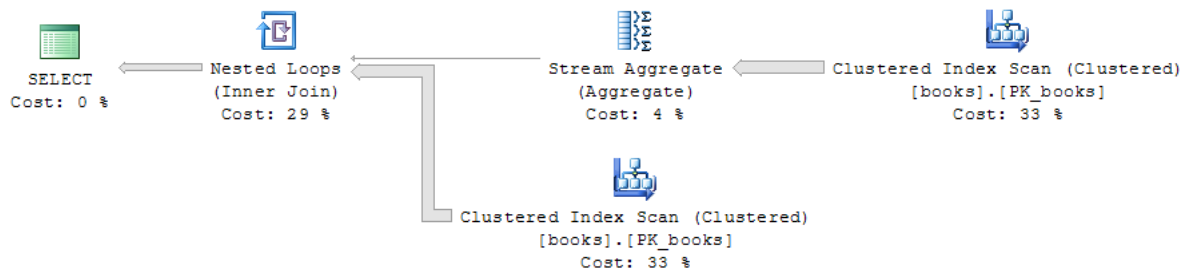 SELECT
Cost: 0 %
Nested Loops
(Inner Join)
Cost: 29 %
Stream Aggregate
(Aggregate)
Cost: 4 %
Clustered Index Scan (Clustered)
[books].[PK_books]
Cost: 33 %
Clustered Index Scan (Clustered)
[books].[PK_books]
Cost: 33 %